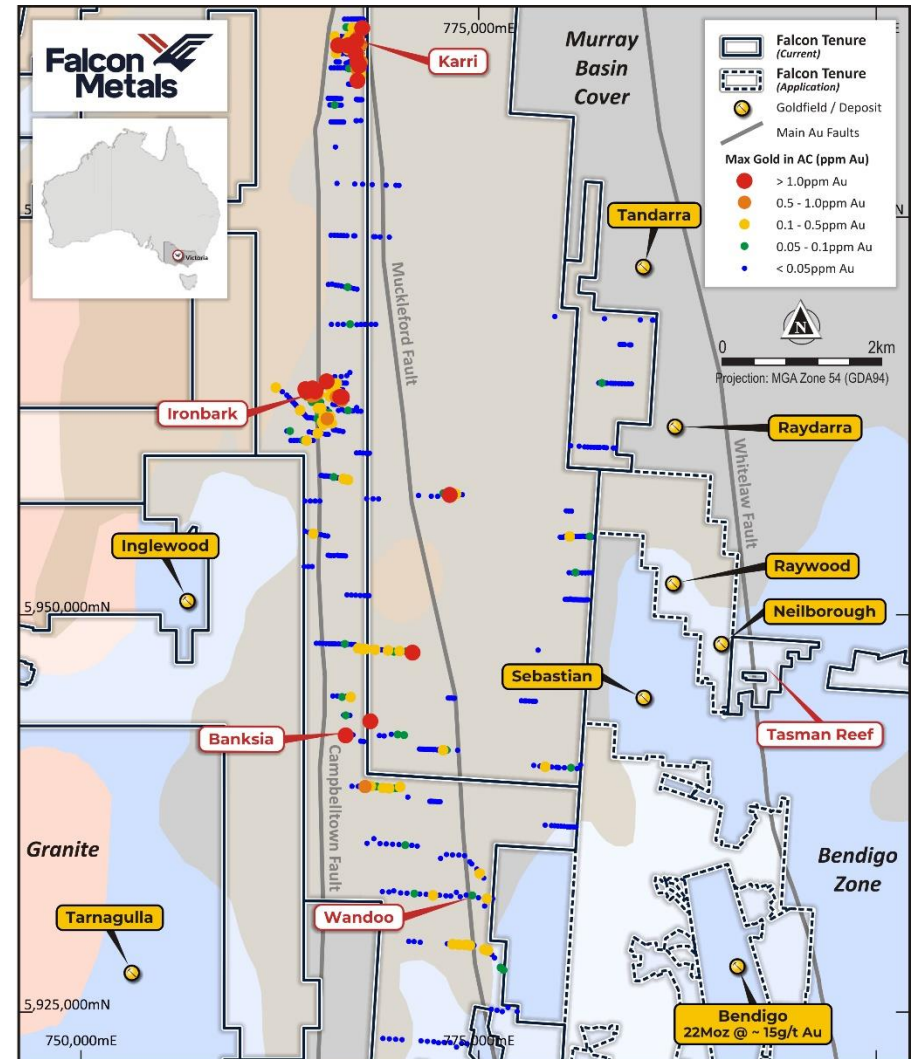 775,000mE
Falcon
Metals
Victoria
Karri
Murray
Basin
Cover
Falcon Tenure
(Current)
Falcon Tenure
(Application)
Goldfield / Deposit
Main Au Faults
Max Gold in AC (ppm Au)
> 1.0ppm Au
0.5 - 1.0ppm Au
0.1 - 0.5ppm Au
0.05 - 0.1ppm Au
< 0.05ppm Au
N
0 2km
Projection: MGA Zone 54 (GDA94)
Tandarra
Muckleford Fault
Ironbark
Raydarra
Whitelaw Fault
Inglewood
Raywood
5,950,000mN
Neilborough
Sebastian
Tasman Reef
Banksia
Campbelltown Fault
Granite
Bendigo
Zone
Wandoo
Tarnagulla
5,925,000mN
Bendigo
22Moz @ ~ 15g/t Au
750,000mE
775,000mE